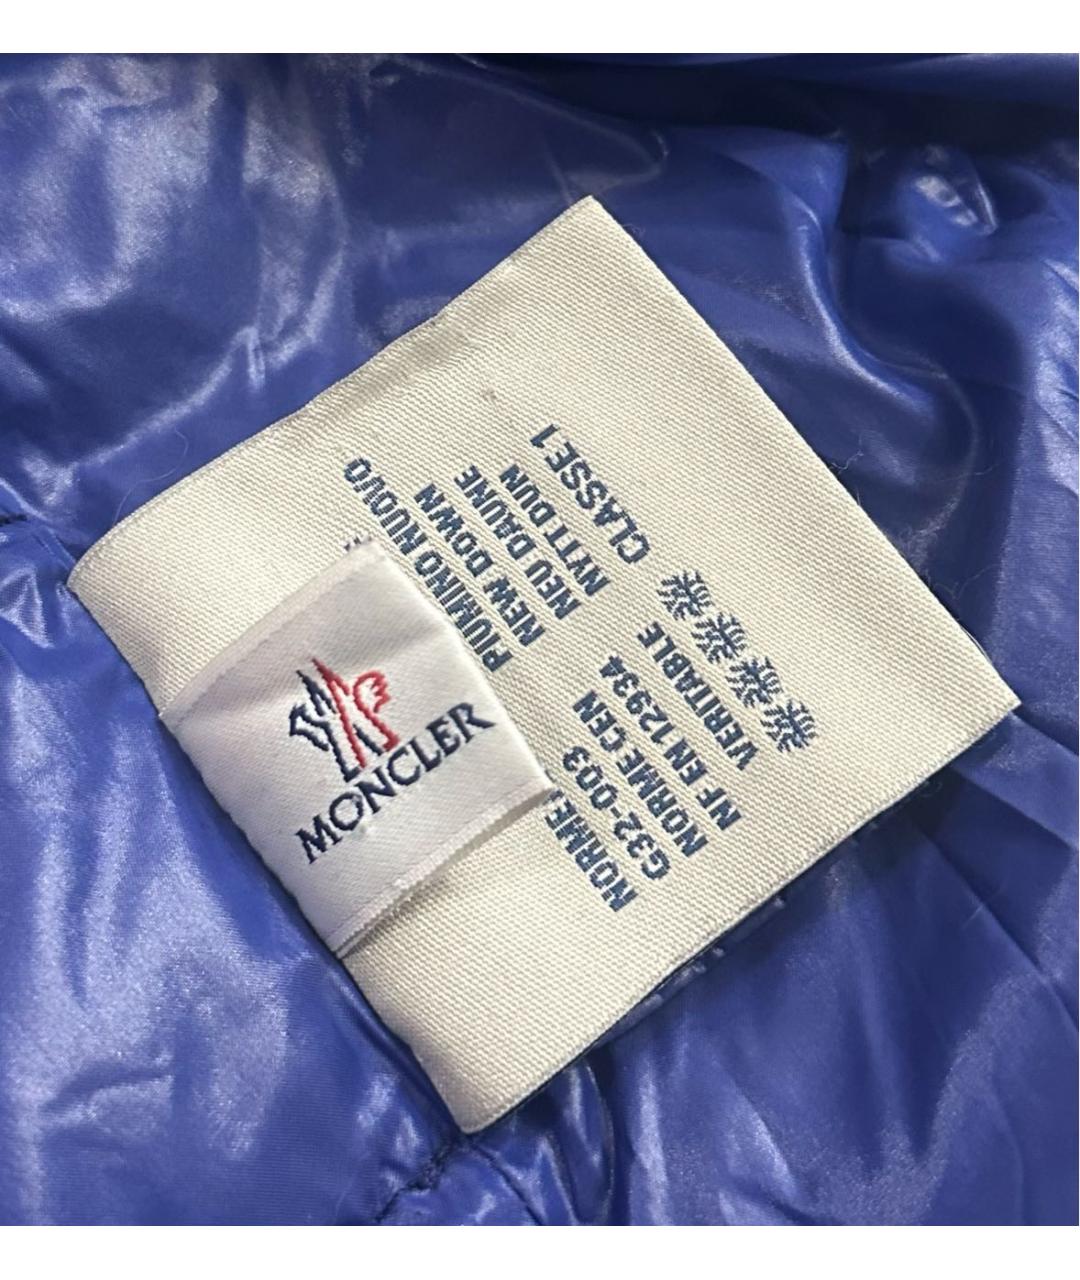 MONCLER
PIUMINO NUOVO
NEW DOWN
NEU DAUNE
NYTT DUN
CLASSE 1
NORME
G32-003
NORME CEN
NF EN 12934
VERITABLE